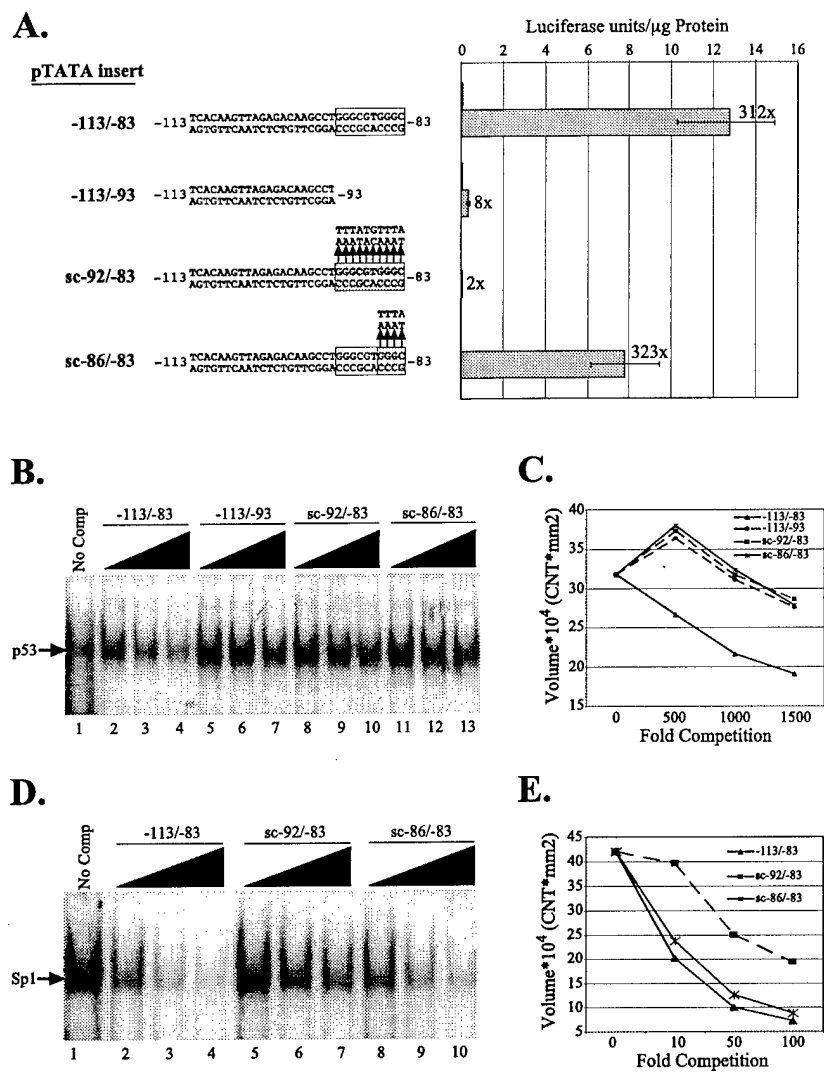 A.
Luciferase units/µg Protein
0 2 4 6 8 10 12 14 16
pTATA insert
-113/-83
-113
TCACAAGTTAGAGACAAGCCTGGGCGTGGGC
AGTGTTCAATCTCTGTTCGGACCCGCACCCG
-83
312x
-113/-93
-113
TCACAAGTTAGAGACAAGCCT
AGTGTTCAATCTCTGTTCGGA
-93
8x
TTTATGTTTA
AAATACAAAT
sc-92/-83
-113
TCACAAGTTAGAGACAAGCCTGGGCGTGGGC
AGTGTTCAATCTCTGTTCGGACCCGCACCCG
-83
2x
TTTA
AAAT
sc-86/-83
-113
TCACAAGTTAGAGACAAGCCTGGGCGTGGGC
AGTGTTCAATCTCTGTTCGGACCCGCACCCG
-83
323x
B.
No Comp
-113/-83 -113/-93 sc-92/-83 sc-86/-83
p53
1 2 3 4 5 6 7 8 9 10 11 12 13
C.
Volume*10⁴ (CNT*mm2)
40
35
30
25
20
15
-113/-83
-113/-93
sc-92/-83
sc-86/-83
0 500 1000 1500
Fold Competition
D.
No Comp
-113/-83 sc-92/-83 sc-86/-83
Sp1
1 2 3 4 5 6 7 8 9 10
E.
Volume*10⁴ (CNT*mm2)
45
40
35
30
25
20
15
10
5
-113/-83
sc-92/-83
sc-86/-83
0 10 50 100
Fold Competition